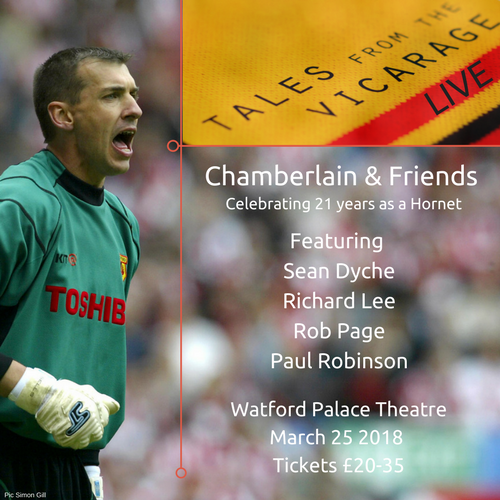 TALES FROM THE
VICARAGE
LIVE
Chamberlain & Friends
Celebrating 21 years as a Hornet
Featuring
Sean Dyche
Richard Lee
Rob Page
Paul Robinson
Watford Palace Theatre
March 25 2018
Tickets £20-35
TOSHIB
Pic Simon Gill